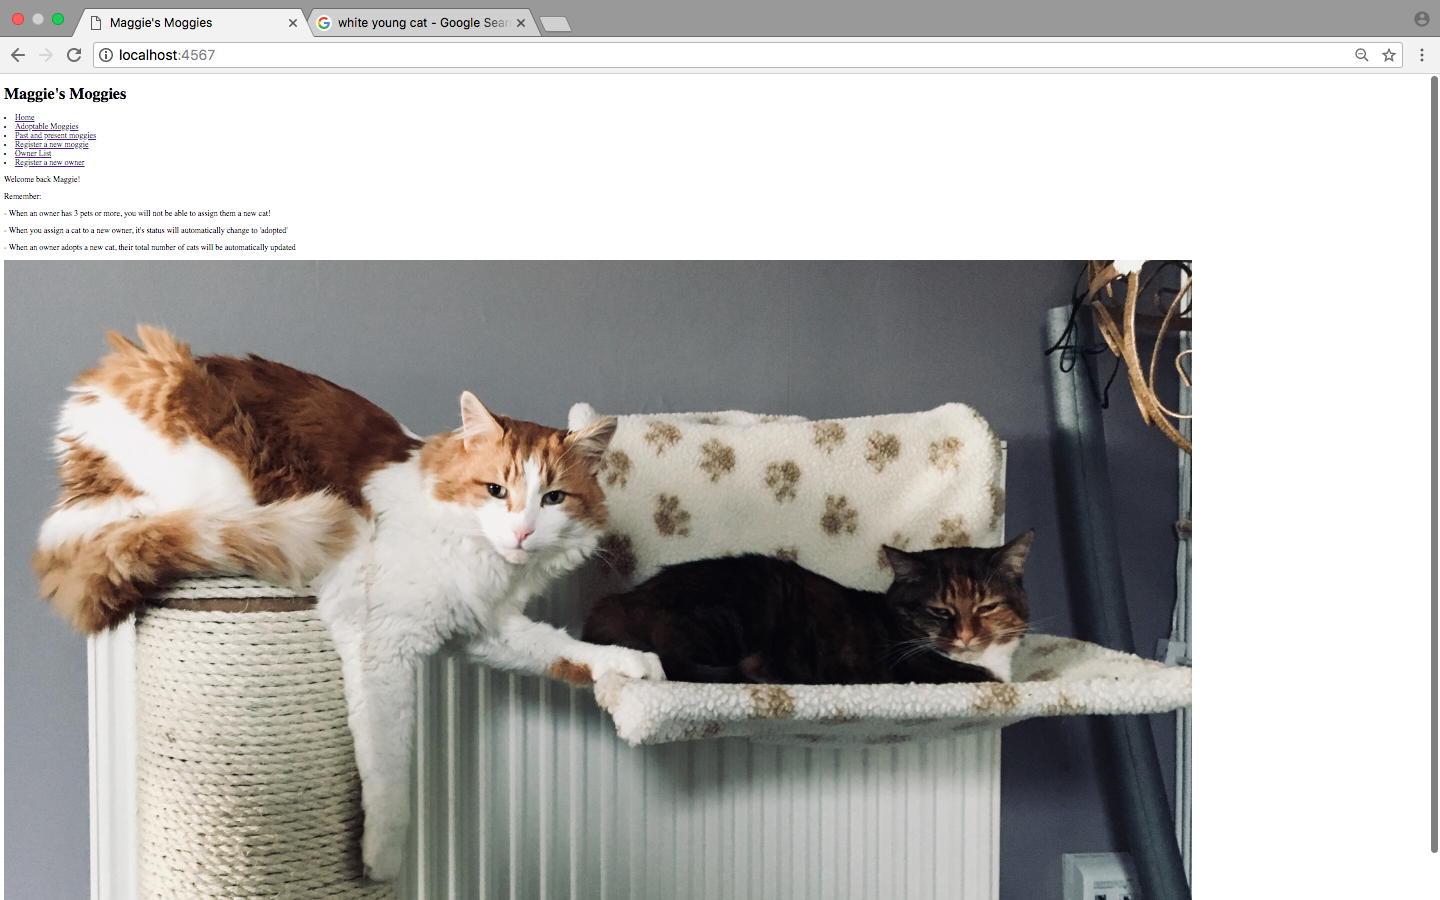 Maggie's Moggies
white young cat - Google Sear
localhost:4567
Maggie's Moggies
Home
Adoptable Moggies
Past and present moggies
Register a new moggie
Owner List
Register a new owner
Welcome back Maggie!
Remember:
- When an owner has 3 pets or more, you will not be able to assign them a new cat!
- When you assign a cat to a new owner, it's status will automatically change to 'adopted'
- When an owner adopts a new cat, their total number of cats will be automatically updated